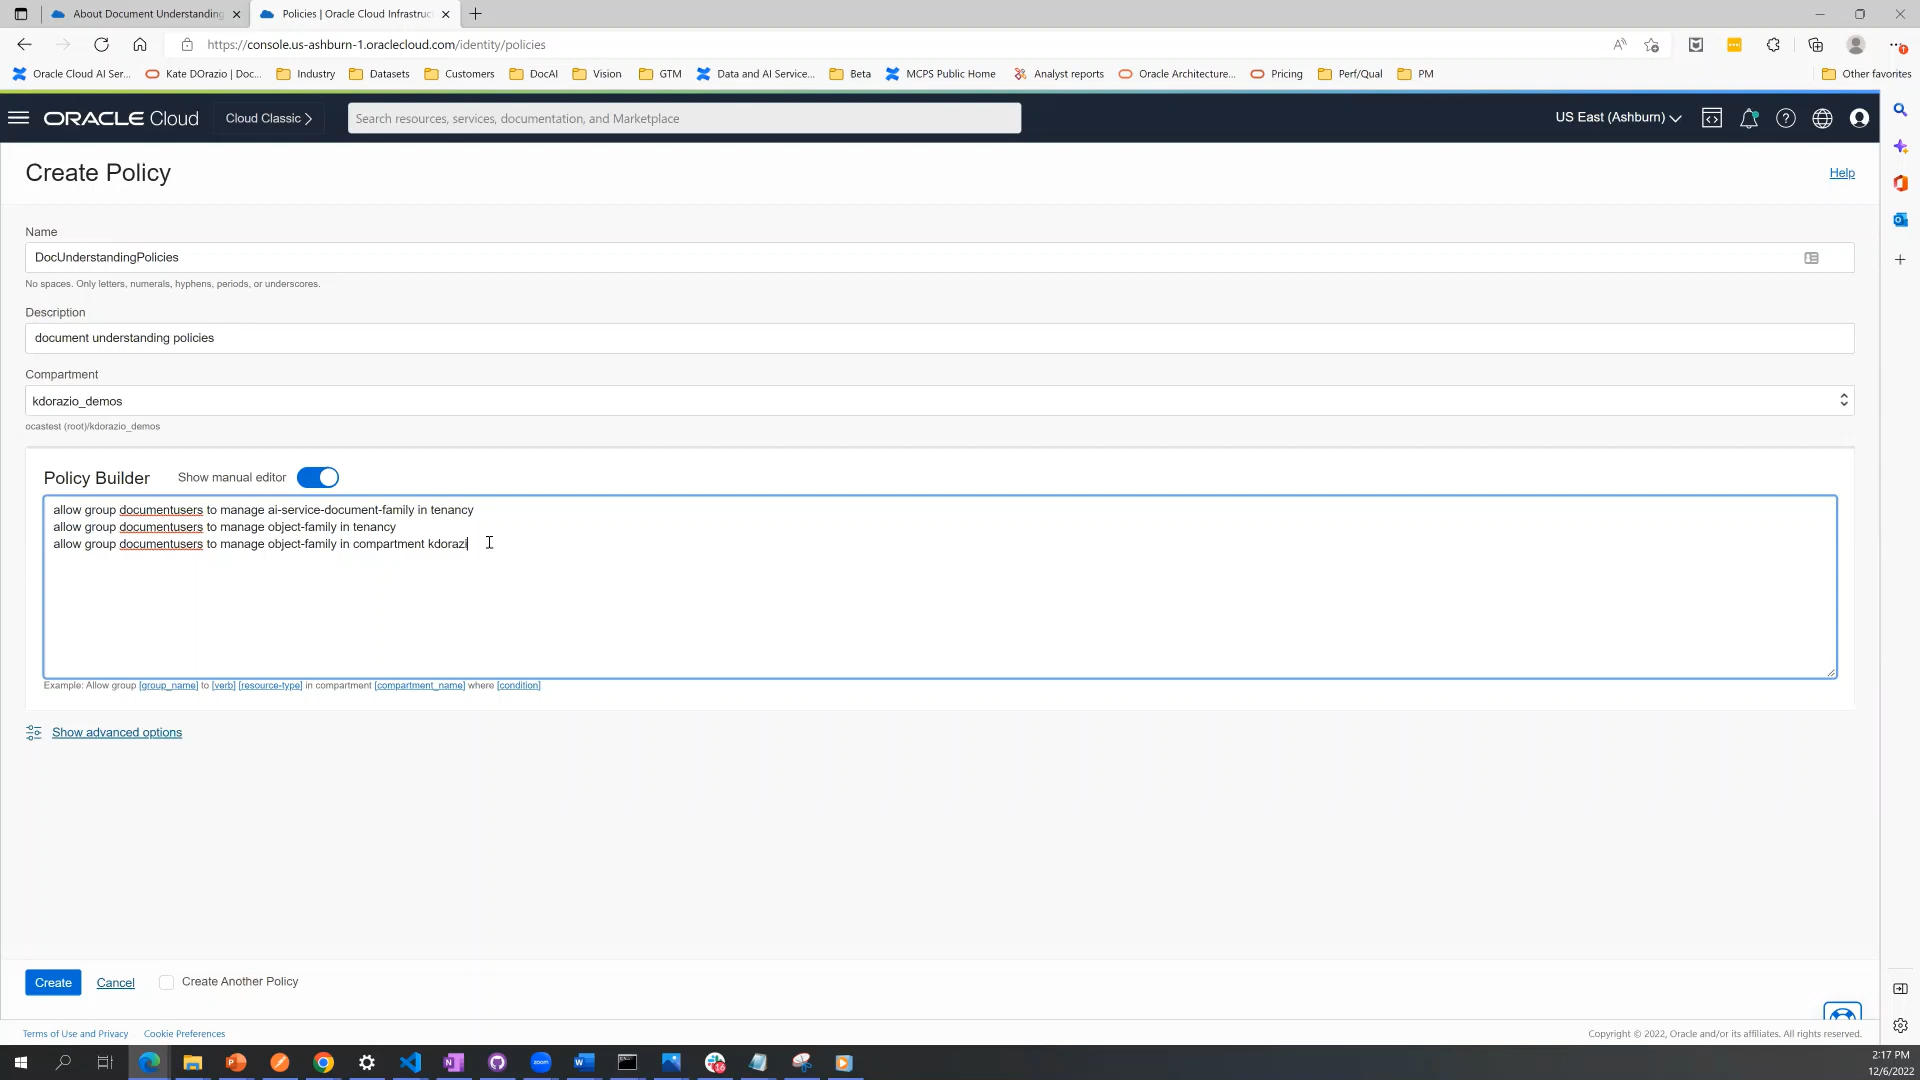 About Document Understanding
Policies | Oracle Cloud Infrastruc
https://console.us-ashburn-1.oraclecloud.com/identity/policies
Oracle Cloud AI Ser...
Kate DOrazio | Doc...
Industry
Datasets
Customers
DocAI
Vision
GTM
Data and AI Service...
Beta
MCPS Public Home
Analyst reports
Oracle Architecture...
Pricing
Perf/Qual
PM
Other favorites
ORACLE Cloud
Cloud Classic
Search resources, services, documentation, and Marketplace
US East (Ashburn)
Create Policy
Help
Name
DocUnderstandingPolicies
No spaces. Only letters, numerals, hyphens, periods, or underscores.
Description
document understanding policies
Compartment
kdorazio_demos
ocastest (root)/kdorazio_demos
Policy Builder
Show manual editor
allow group documentusers to manage ai-service-document-family in tenancy
allow group documentusers to manage object-family in tenancy
allow group documentusers to manage object-family in compartment kdorazi
Example: Allow group [group_name] to [verb] [resource-type] in compartment [compartment_name] where [condition]
Show advanced options
Create
Cancel
Create Another Policy
Terms of Use and Privacy
Cookie Preferences
Copyright © 2022, Oracle and/or its affiliates. All rights reserved.
2:17 PM
12/6/2022